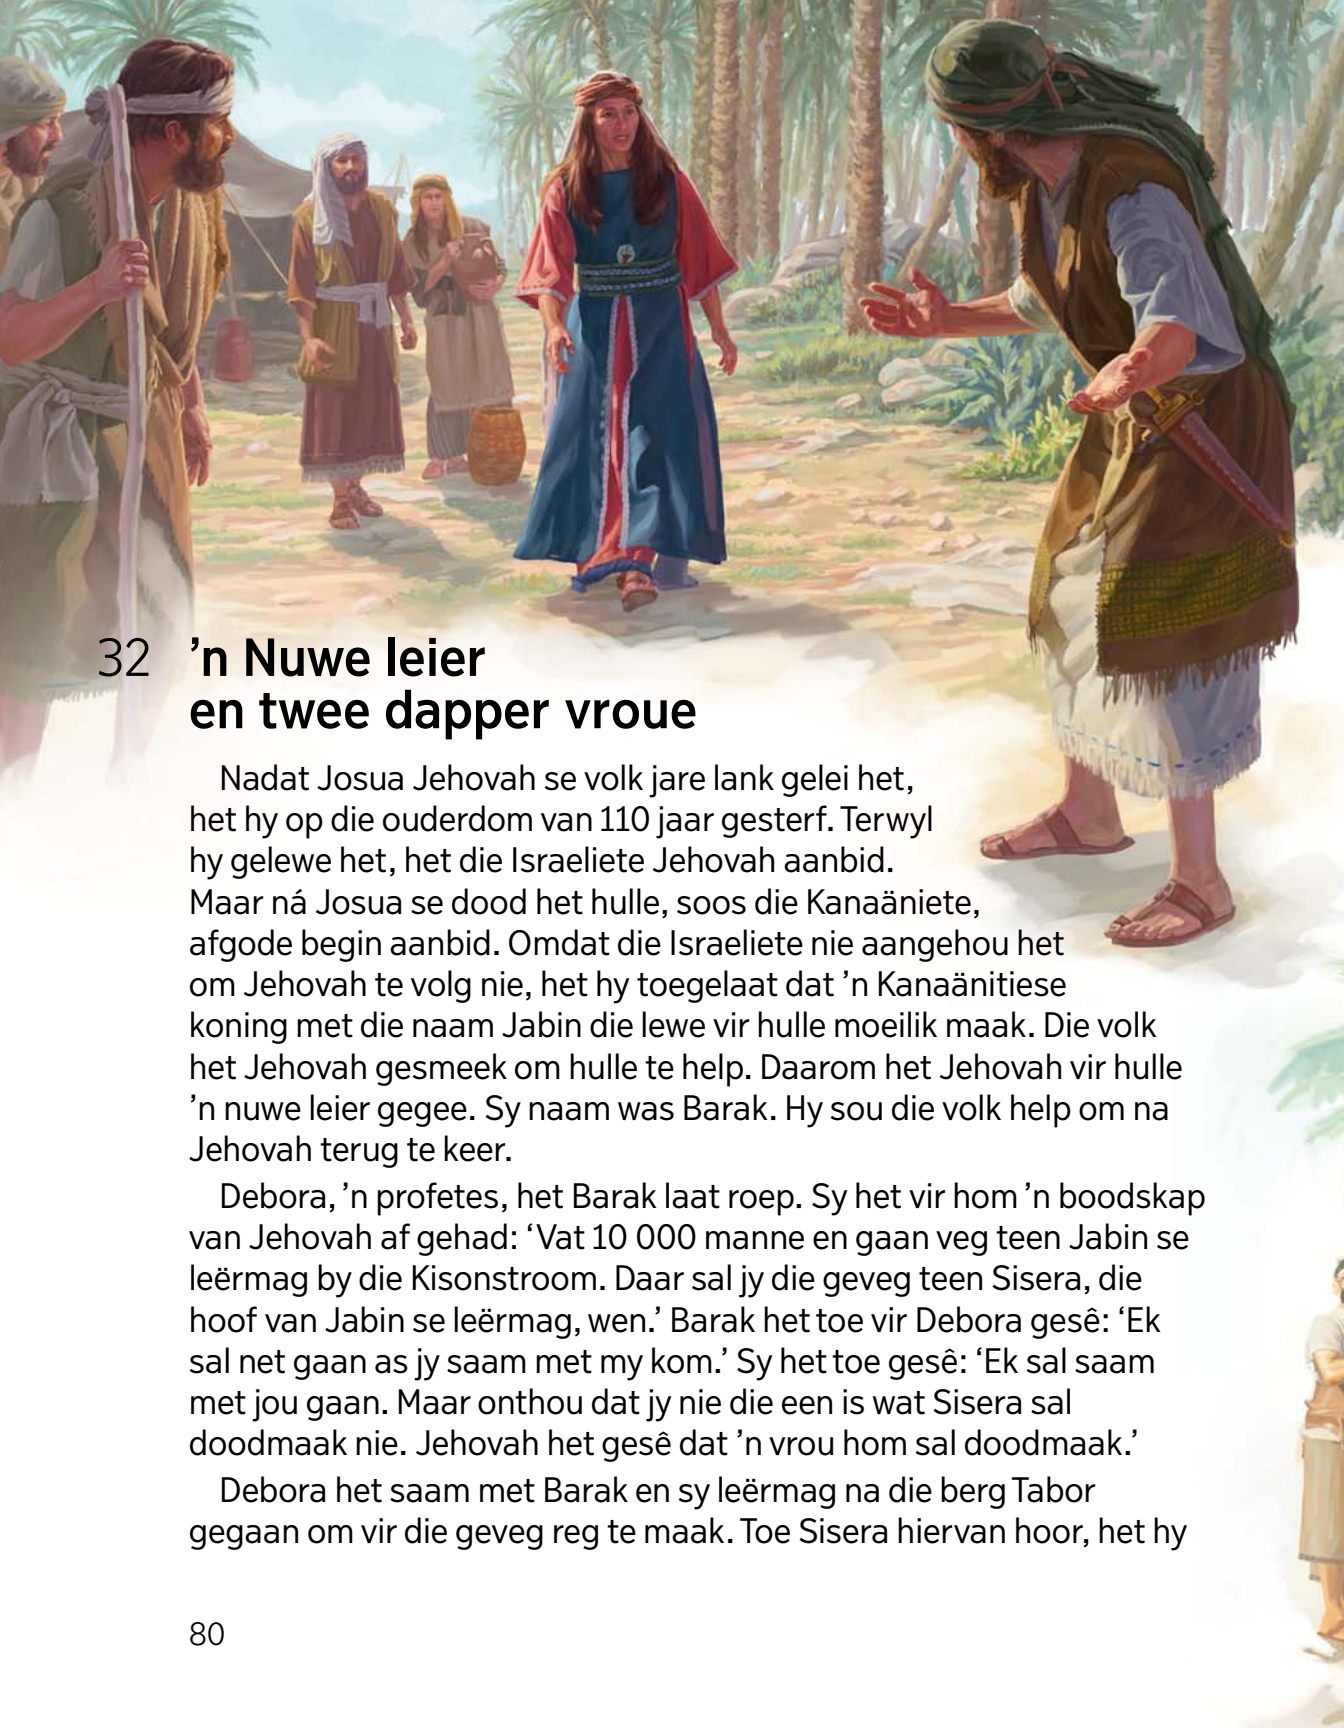 32 ’n Nuwe leier
en twee dapper vroue
Nadat Josua Jehovah se volk jare lank gelei het,
het hy op die ouderdom van 110 jaar gesterf. Terwyl
hy gelewe het, het die Israeliete Jehovah aanbid.
Maar ná Josua se dood het hulle, soos die Kanaäniete,
afgode begin aanbid. Omdat die Israeliete nie aangehou het
om Jehovah te volg nie, het hy toegelaat dat ’n Kanaänitiese
koning met die naam Jabin die lewe vir hulle moeilik maak. Die volk
het Jehovah gesmeek om hulle te help. Daarom het Jehovah vir hulle
’n nuwe leier gegee. Sy naam was Barak. Hy sou die volk help om na
Jehovah terug te keer.
Debora, ’n profetes, het Barak laat roep. Sy het vir hom ’n boodskap
van Jehovah af gehad: ‘Vat 10 000 manne en gaan veg teen Jabin se
leërmag by die Kisonstroom. Daar sal jy die geveg teen Sisera, die
hoof van Jabin se leërmag, wen.’ Barak het toe vir Debora gesê: ‘Ek
sal net gaan as jy saam met my kom.’ Sy het toe gesê: ‘Ek sal saam
met jou gaan. Maar onthou dat jy nie die een is wat Sisera sal
doodmaak nie. Jehovah het gesê dat ’n vrou hom sal doodmaak.’
Debora het saam met Barak en sy leërmag na die berg Tabor
gegaan om vir die geveg reg te maak. Toe Sisera hiervan hoor, het hy
80